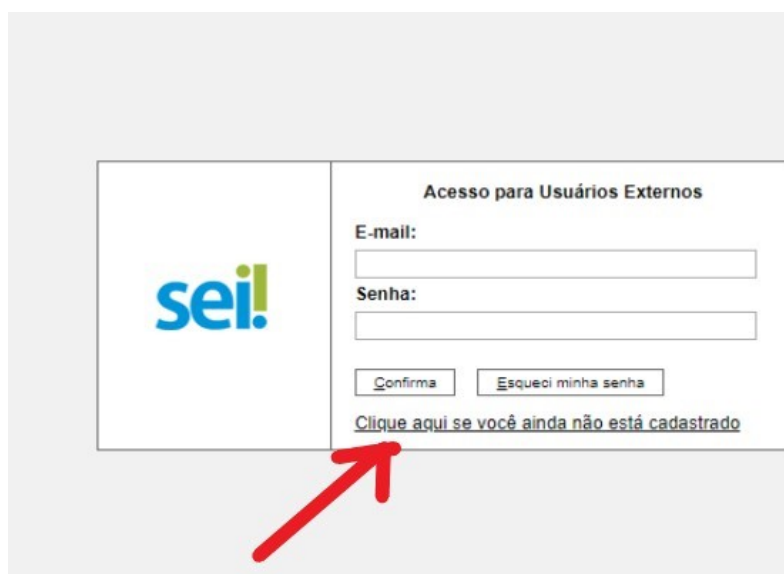 sei!
Acesso para Usuários Externos
E-mail:
Senha:
Confirma
Esqueci minha senha
Clique aqui se você ainda não está cadastrado